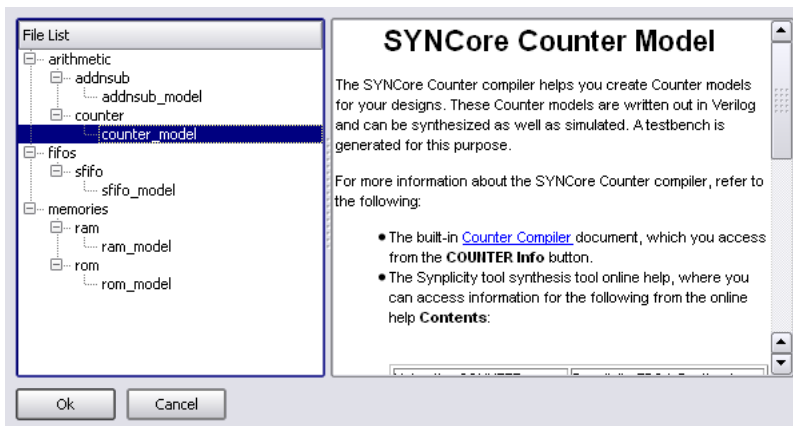 File List
arithmetic
addnsub
addnsub_model
counter
counter_model
fifos
sfifo
sfifo_model
memories
ram
ram_model
rom
rom_model
SYNCore Counter Model
The SYNCore Counter compiler helps you create Counter models
for your designs. These Counter models are written out in Verilog
and can be synthesized as well as simulated. A testbench is
generated for this purpose.
For more information about the SYNCore Counter compiler, refer to
the following:
• The built-in Counter Compiler document, which you access
from the COUNTER Info button.
• The Synplicity tool synthesis tool online help, where you
can access information for the following from the online
help Contents:
Ok
Cancel